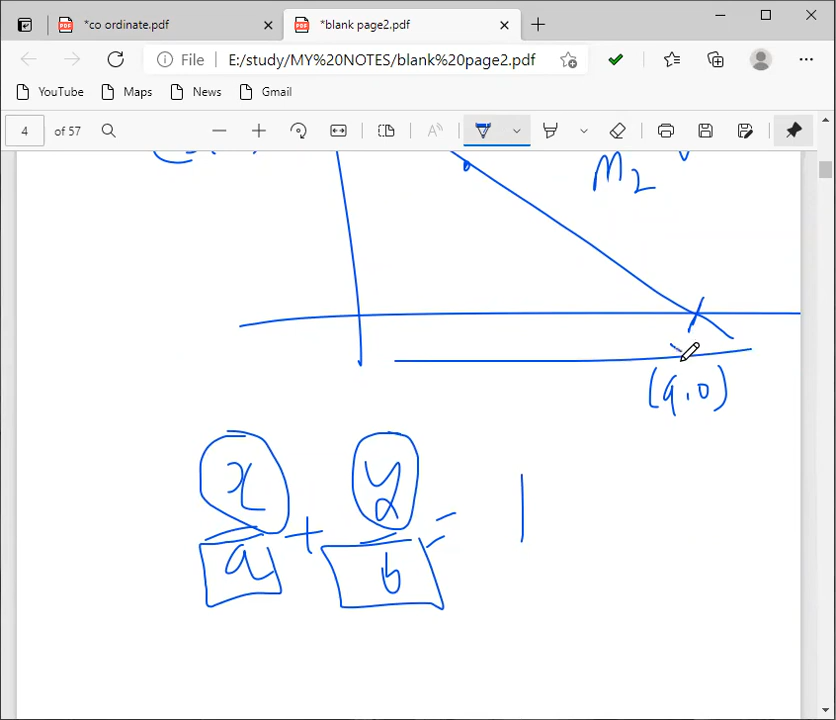 *co ordinate.pdf
*blank page2.pdf
File E:/study/MY%20NOTES/blank%20page2.pdf
YouTube Maps News Gmail
4 of 57
M2
(a,0)
x/a + y/b = 1